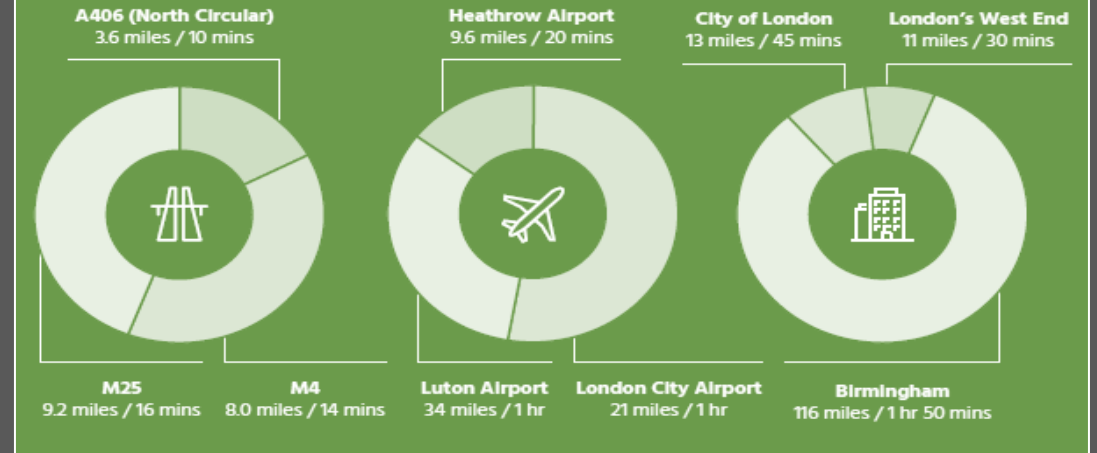 A406 (North Circular)
3.6 miles / 10 mins
Heathrow Airport
9.6 miles / 20 mins
City of London
13 miles / 45 mins
London's West End
11 miles / 30 mins
M25
9.2 miles / 16 mins
M4
8.0 miles / 14 mins
Luton Airport
34 miles / 1 hr
London City Airport
21 miles / 1 hr
Birmingham
116 miles / 1 hr 50 mins